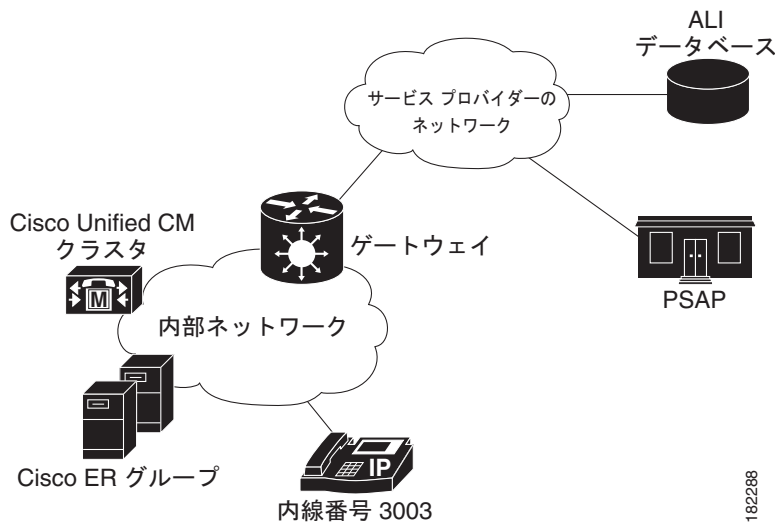 ALI
データベース
サービス プロバイダーの
ネットワーク
Cisco Unified CM
クラスタ
ゲートウェイ
M
PSAP
内部ネットワーク
IP
Cisco ER グループ
内線番号 3003
182288